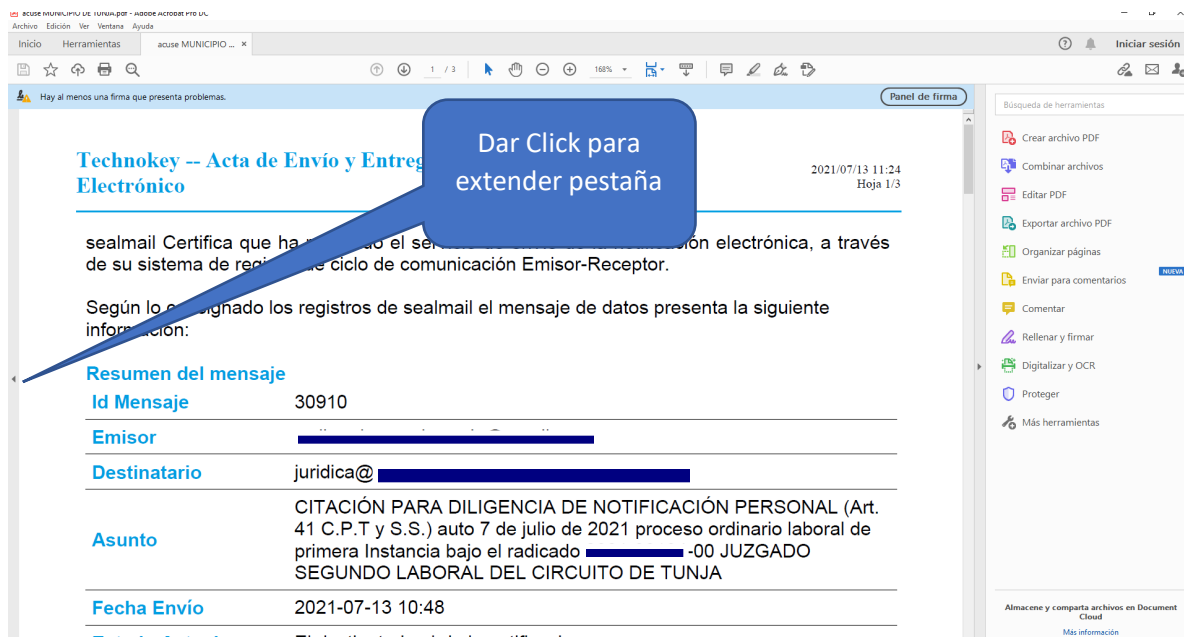 acuse MUNICIPIO DE TUNJA.pdf - Adobe Acrobat Pro DC
Archivo Edición Ver Ventana Ayuda
Inicio Herramientas acuse MUNICIPIO ... × Iniciar sesión
1 / 3 168%
Hay al menos una firma que presenta problemas. Panel de firma
Búsqueda de herramientas
Crear archivo PDF
Combinar archivos
Editar PDF
Exportar archivo PDF
Organizar páginas
Enviar para comentarios NUEVA
Comentar
Rellenar y firmar
Digitalizar y OCR
Proteger
Más herramientas
Almacene y comparta archivos en Document
Cloud
Más información
Dar Click para
extender pestaña
Technokey -- Acta de Envío y
Electrónico
2021/07/13 11:24
Hoja 1/3
sealmail Certifica que ha el electrónica, a través
de su sistema de ciclo de comunicación Emisor-Receptor.
Según lo los registros de sealmail el mensaje de datos presenta la siguiente
información:
Resumen del mensaje
Id Mensaje 30910
Emisor
Destinatario juridica@
Asunto CITACIÓN PARA DILIGENCIA DE NOTIFICACIÓN PERSONAL (Art.
41 C.P.T y S.S.) auto 7 de julio de 2021 proceso ordinario laboral de
primera Instancia bajo el radicado -00 JUZGADO
SEGUNDO LABORAL DEL CIRCUITO DE TUNJA
Fecha Envío 2021-07-13 10:48